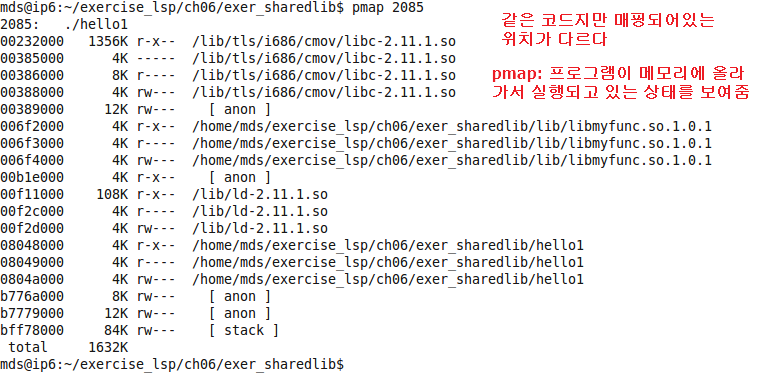 mds@ip6:~/exercise_lsp/ch06/exer_sharedlib$ pmap 2085
2085:   ./hello1
00232000   1356K r-x--  /lib/tls/i686/cmov/libc-2.11.1.so
00385000      4K -----  /lib/tls/i686/cmov/libc-2.11.1.so
00386000      8K r----  /lib/tls/i686/cmov/libc-2.11.1.so
00388000      4K rw---  /lib/tls/i686/cmov/libc-2.11.1.so
00389000     12K rw---    [ anon ]
006f2000      4K r-x--  /home/mds/exercise_lsp/ch06/exer_sharedlib/lib/libmyfunc.so.1.0.1
006f3000      4K r----  /home/mds/exercise_lsp/ch06/exer_sharedlib/lib/libmyfunc.so.1.0.1
006f4000      4K rw---  /home/mds/exercise_lsp/ch06/exer_sharedlib/lib/libmyfunc.so.1.0.1
00b1e000      4K r-x--    [ anon ]
00f11000    108K r-x--  /lib/ld-2.11.1.so
00f2c000      4K r----  /lib/ld-2.11.1.so
00f2d000      4K rw---  /lib/ld-2.11.1.so
08048000      4K r-x--  /home/mds/exercise_lsp/ch06/exer_sharedlib/hello1
08049000      4K r----  /home/mds/exercise_lsp/ch06/exer_sharedlib/hello1
0804a000      4K rw---  /home/mds/exercise_lsp/ch06/exer_sharedlib/hello1
b776a000      8K rw---    [ anon ]
b7779000     12K rw---    [ anon ]
bff78000     84K rw---    [ stack ]
 total     1632K
mds@ip6:~/exercise_lsp/ch06/exer_sharedlib$
같은 코드지만 매핑되어있는
위치가 다르다
pmap: 프로그램이 메모리에 올라
가서 실행되고 있는 상태를 보여줌